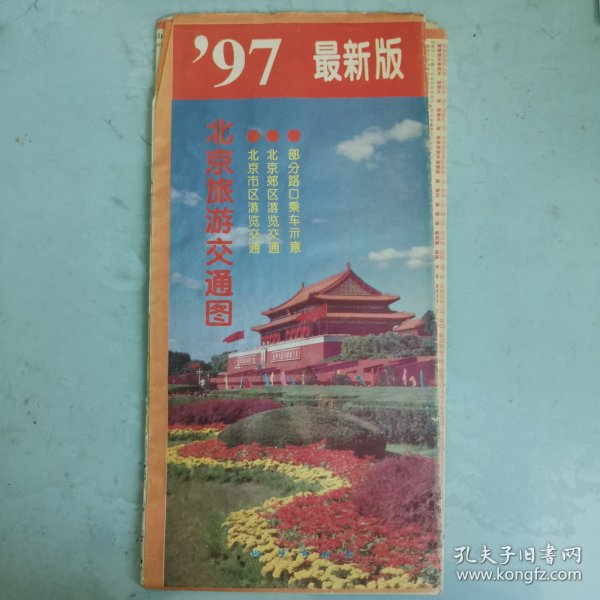 '97 最新版
北京旅游交通图
北京市区游览交通
北京郊区游览交通
部分路口乘车示意
孔夫子旧书网
www.kongfz.com